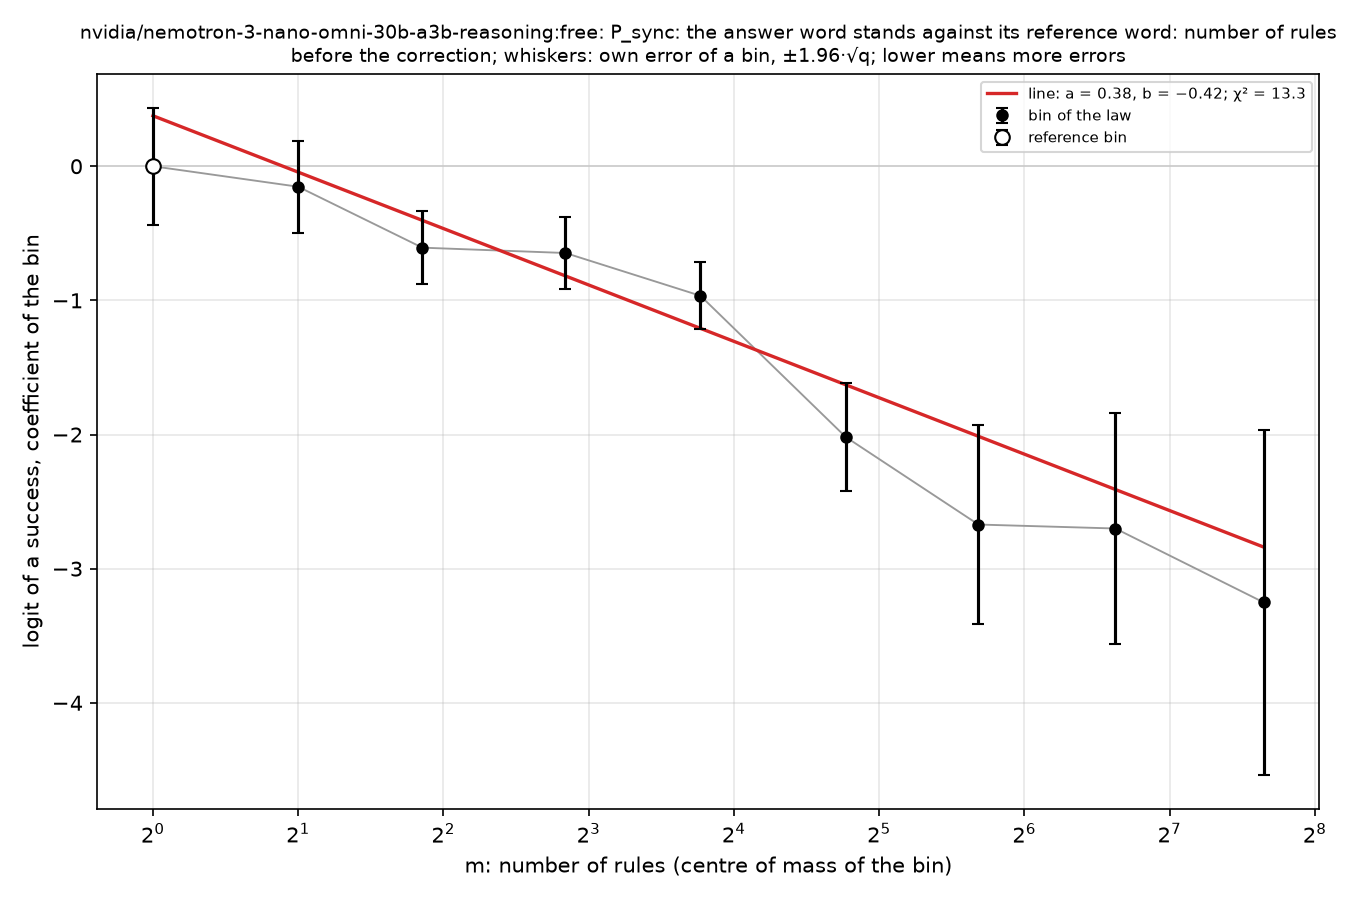 nvidia/nemotron-3-nano-omni-30b-a3b-reasoning:free: P_sync: the answer word stands against its reference word: number of rules
before the correction; whiskers: own error of a bin, ±1.96·√q; lower means more errors
line: a = 0.38, b = −0.42; χ² = 13.3
bin of the law
reference bin
logit of a success, coefficient of the bin
0
−1
−2
−3
−4
2⁰ 2¹ 2² 2³ 2⁴ 2⁵ 2⁶ 2⁷ 2⁸
m: number of rules (centre of mass of the bin)